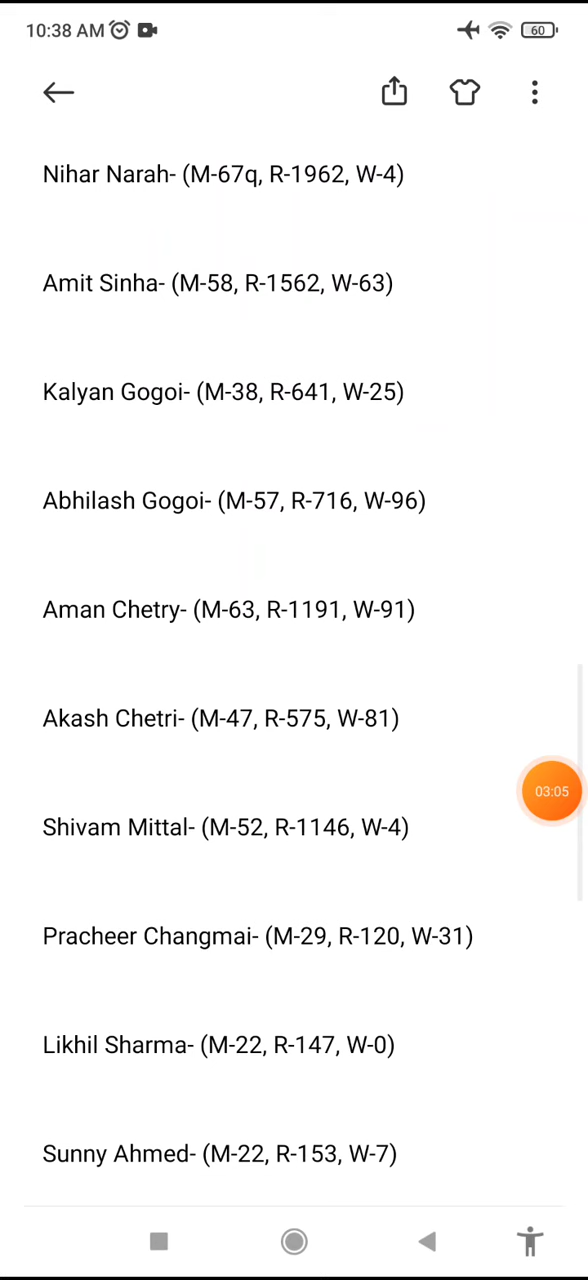 10:38 AM
60
Nihar Narah- (M-67q, R-1962, W-4)
Amit Sinha- (M-58, R-1562, W-63)
Kalyan Gogoi- (M-38, R-641, W-25)
Abhilash Gogoi- (M-57, R-716, W-96)
Aman Chetry- (M-63, R-1191, W-91)
Akash Chetri- (M-47, R-575, W-81)
03:05
Shivam Mittal- (M-52, R-1146, W-4)
Pracheer Changmai- (M-29, R-120, W-31)
Likhil Sharma- (M-22, R-147, W-0)
Sunny Ahmed- (M-22, R-153, W-7)